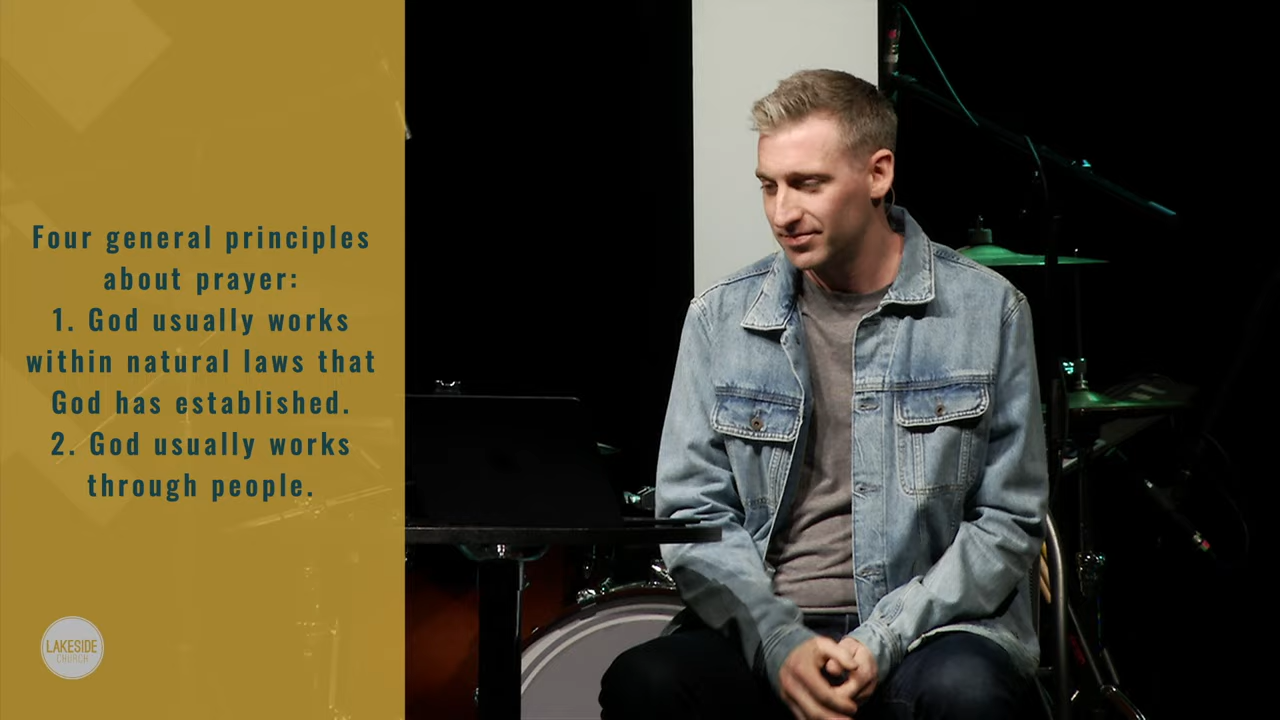 Four general principles
about prayer:
1. God usually works
within natural laws that
God has established.
2. God usually works
through people.
LAKESIDE
CHURCH